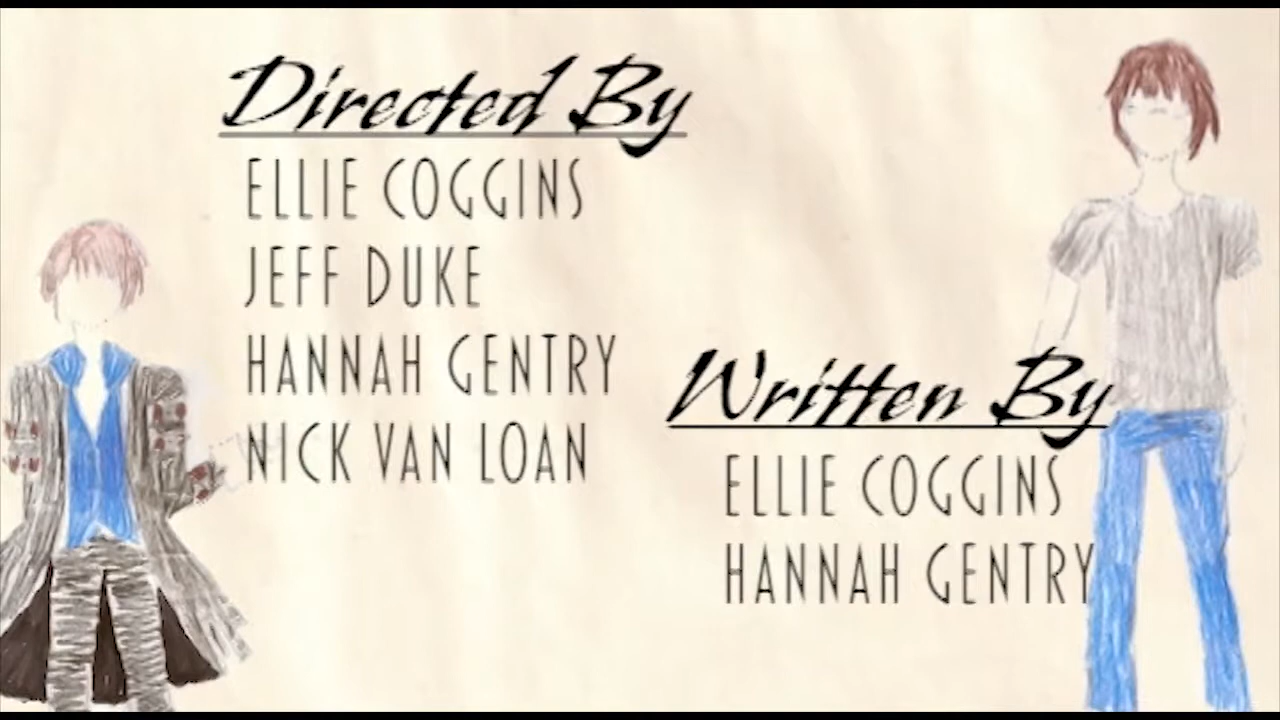 Directed By
ELLIE COGGINS
JEFF DUKE
HANNAH GENTRY
NICK VAN LOAN
Written By
ELLIE COGGINS
HANNAH GENTRY